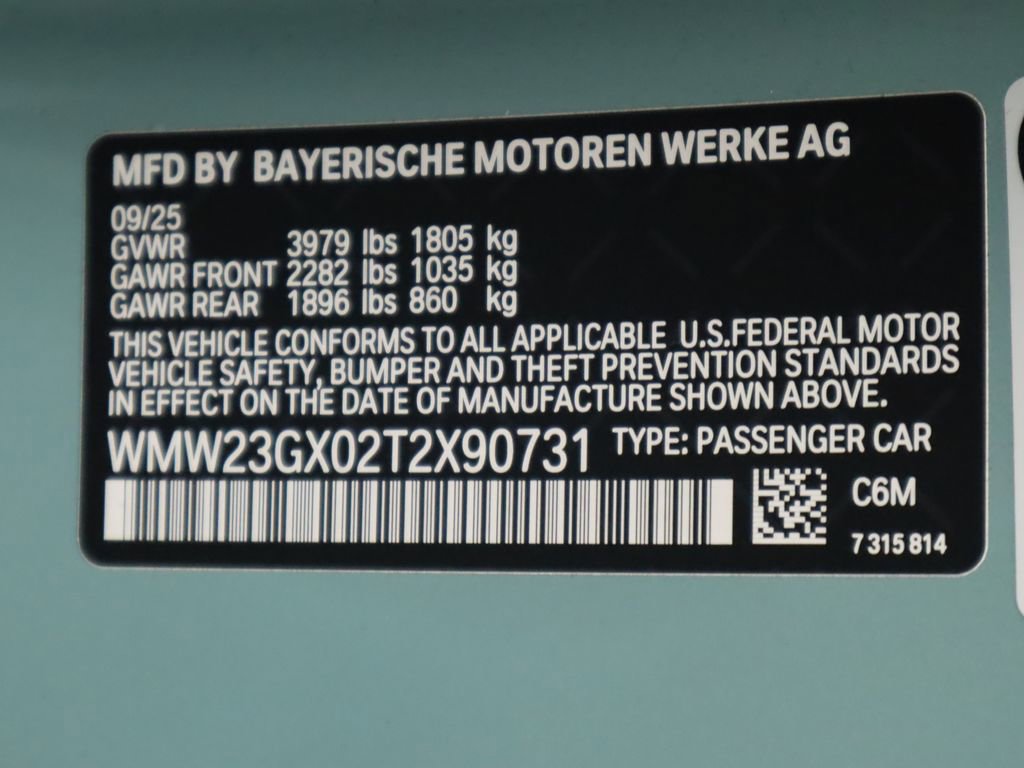 MFD BY BAYERISCHE MOTOREN WERKE AG
09/25
GVWR 3979 lbs 1805 kg
GAWR FRONT 2282 lbs 1035 kg
GAWR REAR 1896 lbs 860 kg
THIS VEHICLE CONFORMS TO ALL APPLICABLE U.S.FEDERAL MOTOR
VEHICLE SAFETY, BUMPER AND THEFT PREVENTION STANDARDS
IN EFFECT ON THE DATE OF MANUFACTURE SHOWN ABOVE.
WMW23GX02T2X90731 TYPE: PASSENGER CAR
C6M
7 315 814